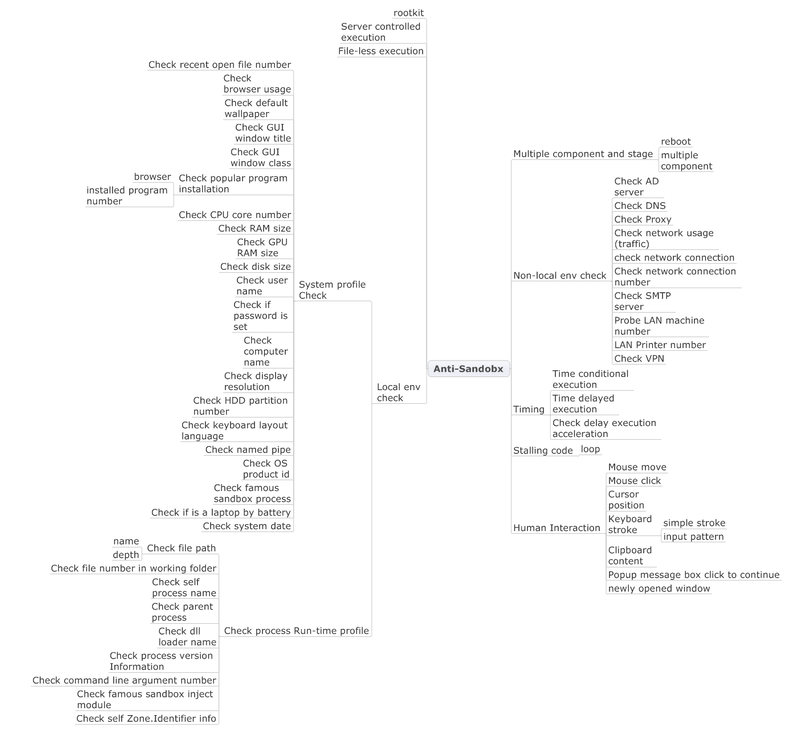 rootkit
Server controlled
execution
File-less execution
Check recent open file number
Check
browser usage
Check default
wallpaper
Check GUI
window title
Check GUI
window class
Check popular program
installation
browser
installed program
number
Check CPU core number
Check RAM size
Check GPU
RAM size
Check disk size
Check user
name
Check if
password is
set
Check
computer
name
Check display
resolution
Check HDD partition
number
Check keyboard layout
language
Check named pipe
Check OS
product id
Check famous
sandbox process
Check if is a laptop by battery
Check system date
System profile
Check
Local env
check
name
depth
Check file path
Check file number in working folder
Check self
process name
Check parent
process
Check dll
loader name
Check process version
Information
Check command line argument number
Check famous sandbox inject
module
Check self Zone.Identifier info
Check process Run-time profile
Anti-Sandobx
Multiple component and stage
reboot
multiple
component
Non-local env check
Check AD
server
Check DNS
Check Proxy
Check network usage
(traffic)
check network connection
Check network connection
number
Check SMTP
server
Probe LAN machine
number
LAN Printer number
Check VPN
Timing
Time conditional
execution
Time delayed
execution
Check delay execution
acceleration
Stalling code
loop
Human Interaction
Mouse move
Mouse click
Cursor
position
Keyboard
stroke
simple stroke
input pattern
Clipboard
content
Popup message box click to continue
newly opened window